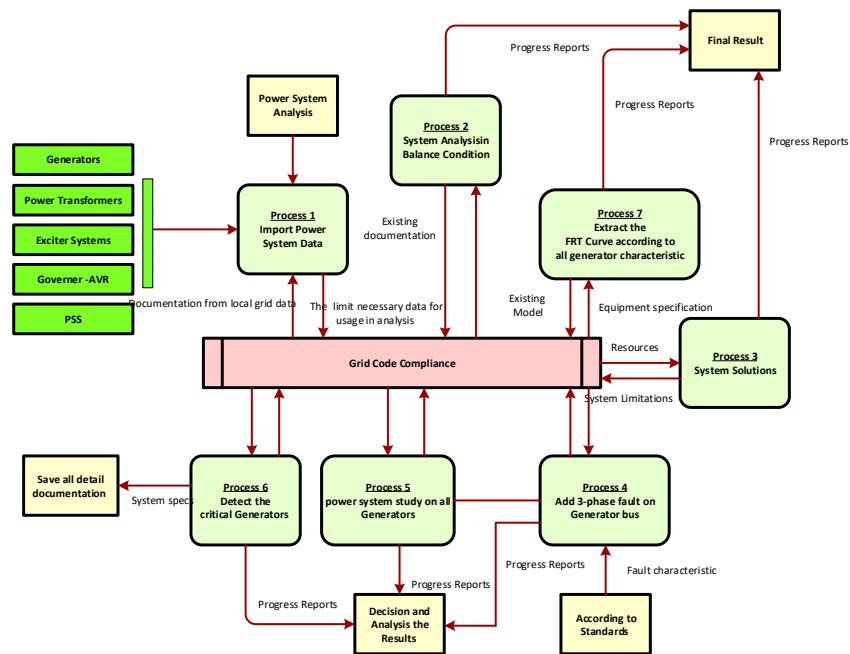 Final Result
Progress Reports
Power System
Analysis
Process 2
System Analysisin
Balance Condition
Progress Reports
Progress Reports
Generators
Power Transformers
Exciter Systems
Governer -AVR
PSS
Process 1
Import Power
System Data
Existing
documentation
Process 7
Extract the
FRT Curve according to
all generator characteristic
Documentation from local grid data
The limit necessary data for
usage in analysis
Existing
Model
Equipment specification
Grid Code Compliance
Resources
System Limitations
Process 3
System Solutions
Save all detail
documentation
System specs
Process 6
Detect the
critical Generators
Process 5
power system study on all
Generators
Process 4
Add 3-phase fault on
Generator bus
Progress Reports
Progress Reports
Progress Reports
Fault characteristic
Decision and
Analysis the
Results
According to
Standards